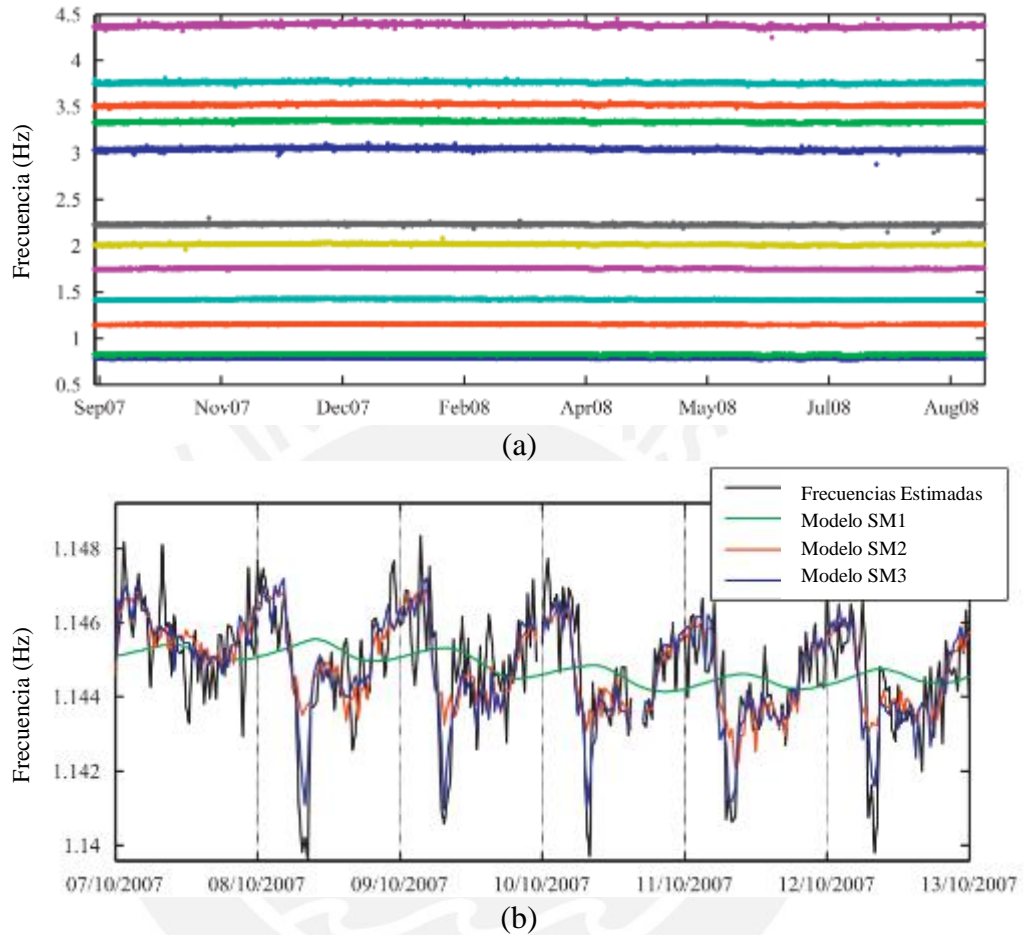 4.5
4
3.5
3
2.5
2
1.5
1
0.5
Frecuencia (Hz)
Sep07 Nov07 Dec07 Feb08 Apr08 May08 Jul08 Aug08
(a)
Frecuencias Estimadas
Modelo SM1
Modelo SM2
Modelo SM3
1.148
1.146
1.144
1.142
1.14
Frecuencia (Hz)
07/10/2007 08/10/2007 09/10/2007 10/10/2007 11/10/2007 12/10/2007 13/10/2007
(b)